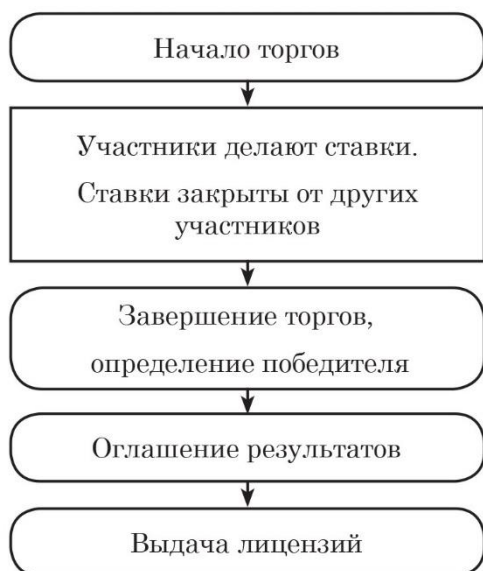 Начало торгов
Участники делают ставки.
Ставки закрыты от других
участников
Завершение торгов,
определение победителя
Оглашение результатов
Выдача лицензий